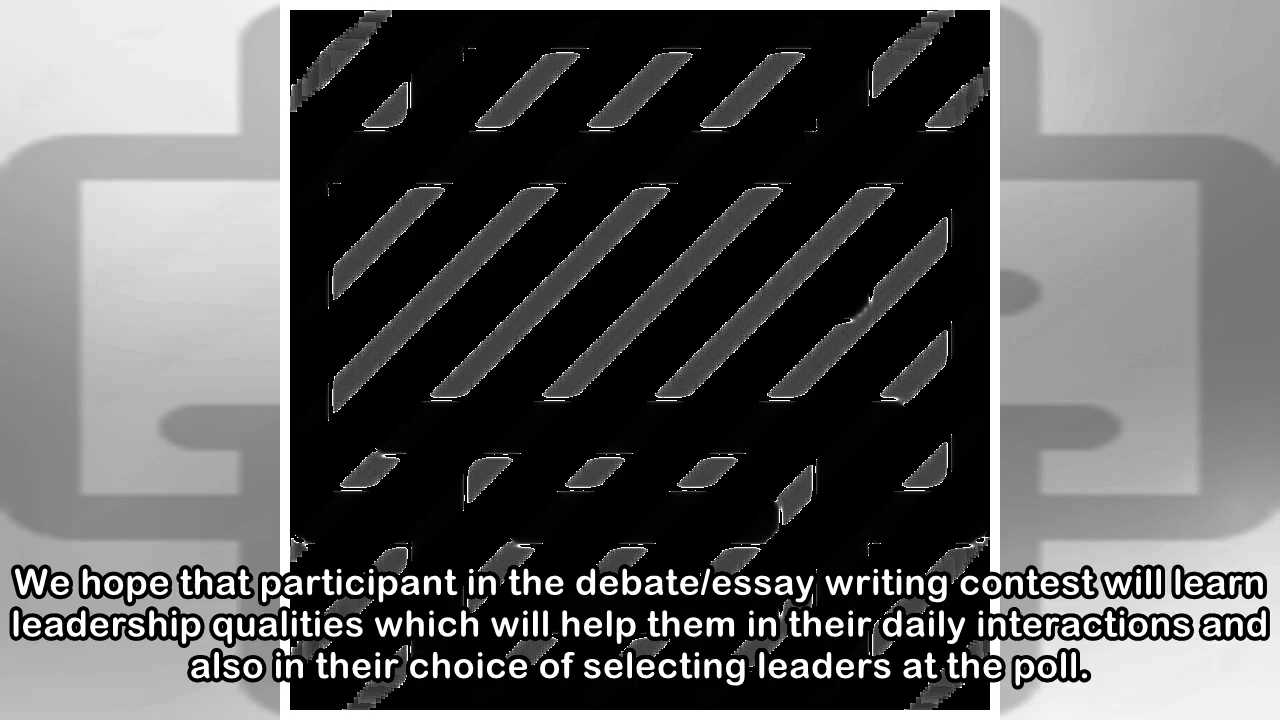 We hope that participant in the debate/essay writing contest will learn
leadership qualities which will help them in their daily interactions and
also in their choice of selecting leaders at the poll.